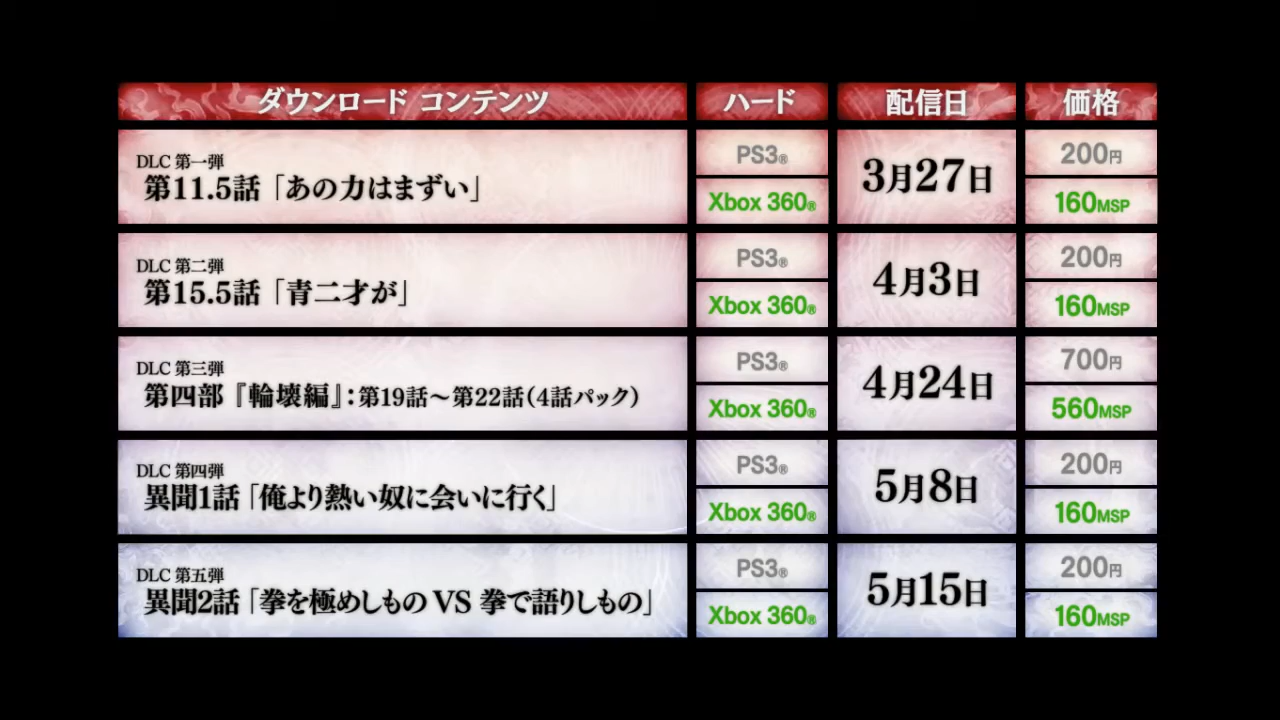 ダウンロード コンテンツ ハード 配信日 価格
DLC 第一弾
第11.5話「あの力はまずい」
PS3® 200円
3月27日
Xbox 360® 160MSP
DLC 第二弾
第15.5話「青二才が」
PS3® 200円
4月3日
Xbox 360® 160MSP
DLC 第三弾
第四部『輪壊編』：第19話～第22話（4話パック）
PS3® 700円
4月24日
Xbox 360® 560MSP
DLC 第四弾
異聞1話「俺より熱い奴に会いに行く」
PS3® 200円
5月8日
Xbox 360® 160MSP
DLC 第五弾
異聞2話「拳を極めしもの VS 拳で語りしもの」
PS3® 200円
5月15日
Xbox 360® 160MSP